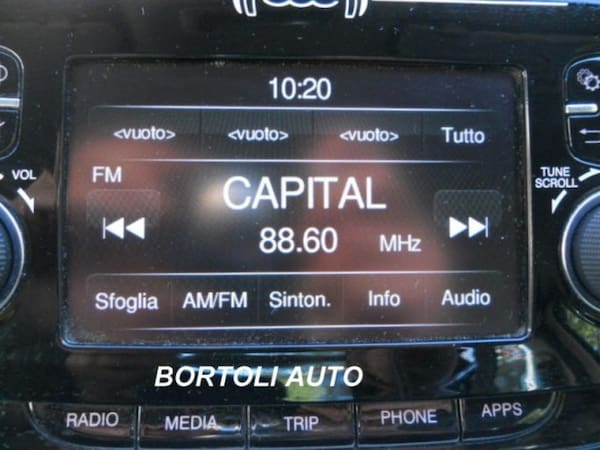 10:20
<vuoto> <vuoto> <vuoto> Tutto
FM
VOL
TUNE
SCROLL
CAPITAL
88.60 MHz
Sfoglia AM/FM Sinton. Info Audio
BORTOLI AUTO
RADIO MEDIA TRIP PHONE APPS